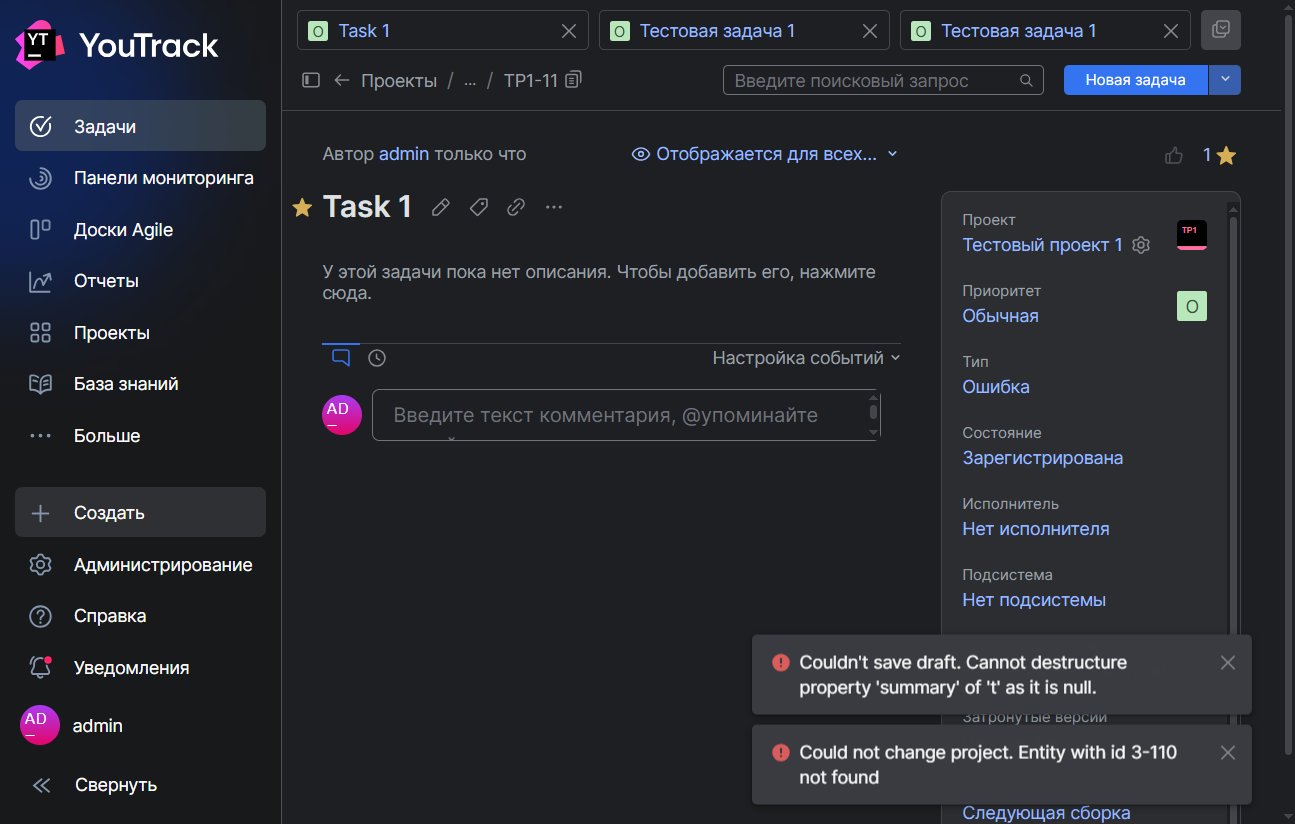 YT
YouTrack
Задачи
Панели мониторинга
Доски Agile
Отчеты
Проекты
База знаний
Больше
Создать
Администрирование
Справка
Уведомления
AD
admin
Свернуть
О Task 1
О Тестовая задача 1
О Тестовая задача 1
Проекты / ... / TP1-11
Введите поисковый запрос
Новая задача
Автор admin только что
Отображается для всех...
1
Task 1
У этой задачи пока нет описания. Чтобы добавить его, нажмите
сюда.
Настройка событий
AD
Введите текст комментария, @упоминайте
Проект
Тестовый проект 1
TP1
Приоритет
Обычная
О
Тип
Ошибка
Состояние
Зарегистрирована
Исполнитель
Нет исполнителя
Подсистема
Нет подсистемы
Couldn't save draft. Cannot destructure
property 'summary' of 't' as it is null.
Затронутые версии
Could not change project. Entity with id 3-110
not found
Следующая сборка